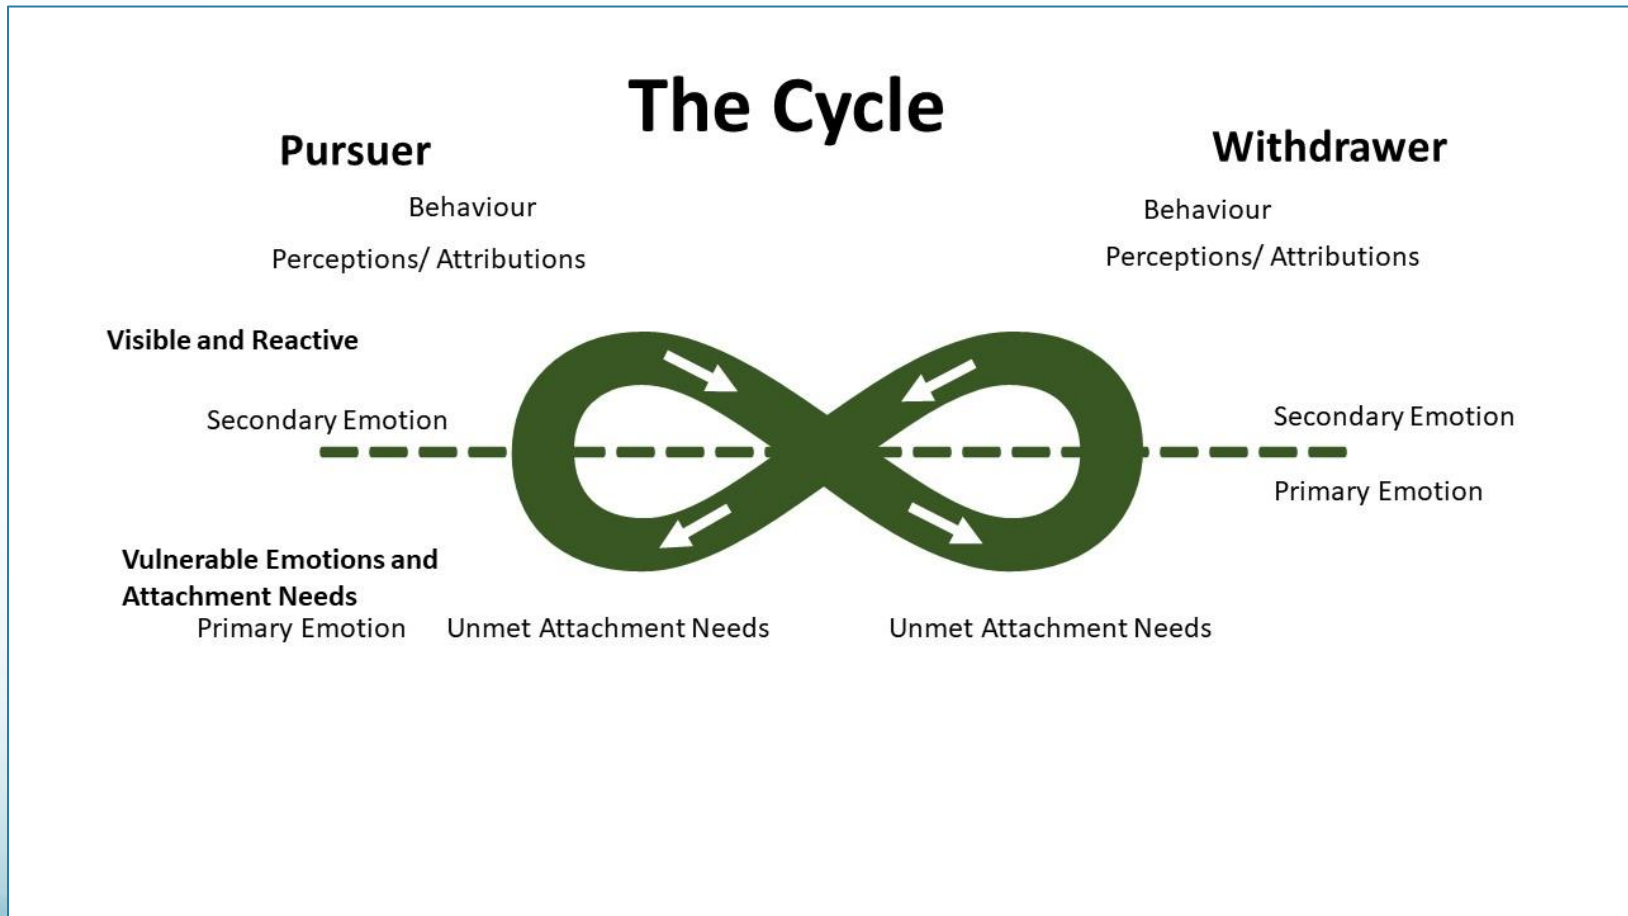 The Cycle
Pursuer
Withdrawer
Behaviour
Behaviour
Perceptions/ Attributions
Perceptions/ Attributions
Visible and Reactive
Secondary Emotion
Secondary Emotion
Primary Emotion
Vulnerable Emotions and
Attachment Needs
Primary Emotion
Unmet Attachment Needs
Unmet Attachment Needs